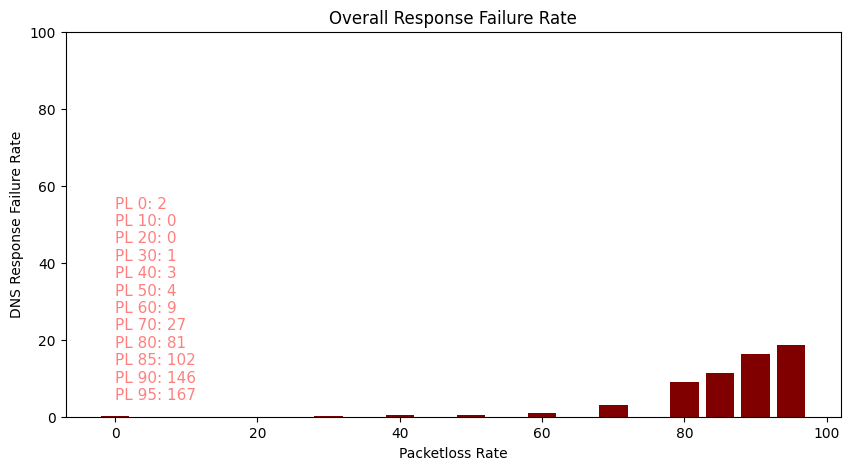 Overall Response Failure Rate
100
80
60
40
20
0
DNS Response Failure Rate
PL 0: 2
PL 10: 0
PL 20: 0
PL 30: 1
PL 40: 3
PL 50: 4
PL 60: 9
PL 70: 27
PL 80: 81
PL 85: 102
PL 90: 146
PL 95: 167
0 20 40 60 80 100
Packetloss Rate